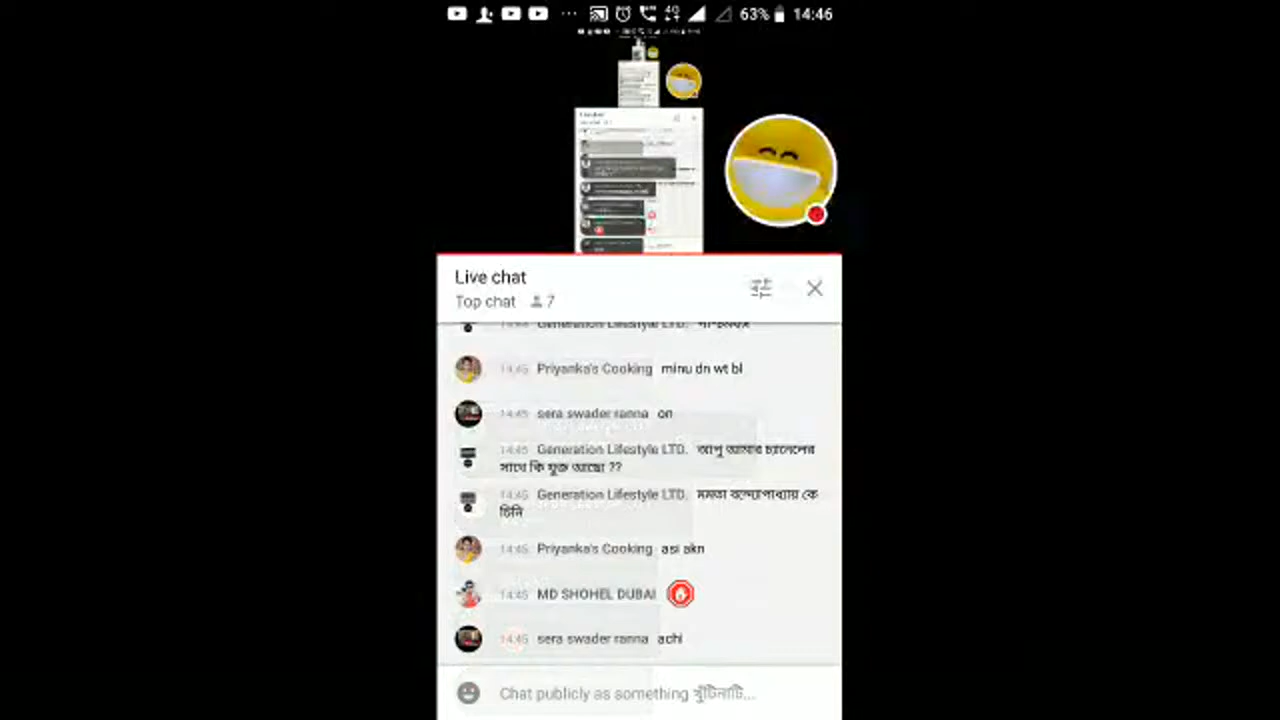 63% 14:46
Live chat
Top chat 7
Generation Lifestyle LTD.
14:45 Priyanka's Cooking minu dn wt bl
14:45 sera swader ranna on
14:45 Generation Lifestyle LTD. আপু আমার চ্যানেলের
সাথে কি যুক্ত আছো ??
14:45 Generation Lifestyle LTD. মমতা বন্দ্যোপাধ্যায় কে
চিনি
14:45 Priyanka's Cooking asi akn
14:45 MD SHOHEL DUBAI
14:45 sera swader ranna achi
Chat publicly as something খুঁটিনাটি...